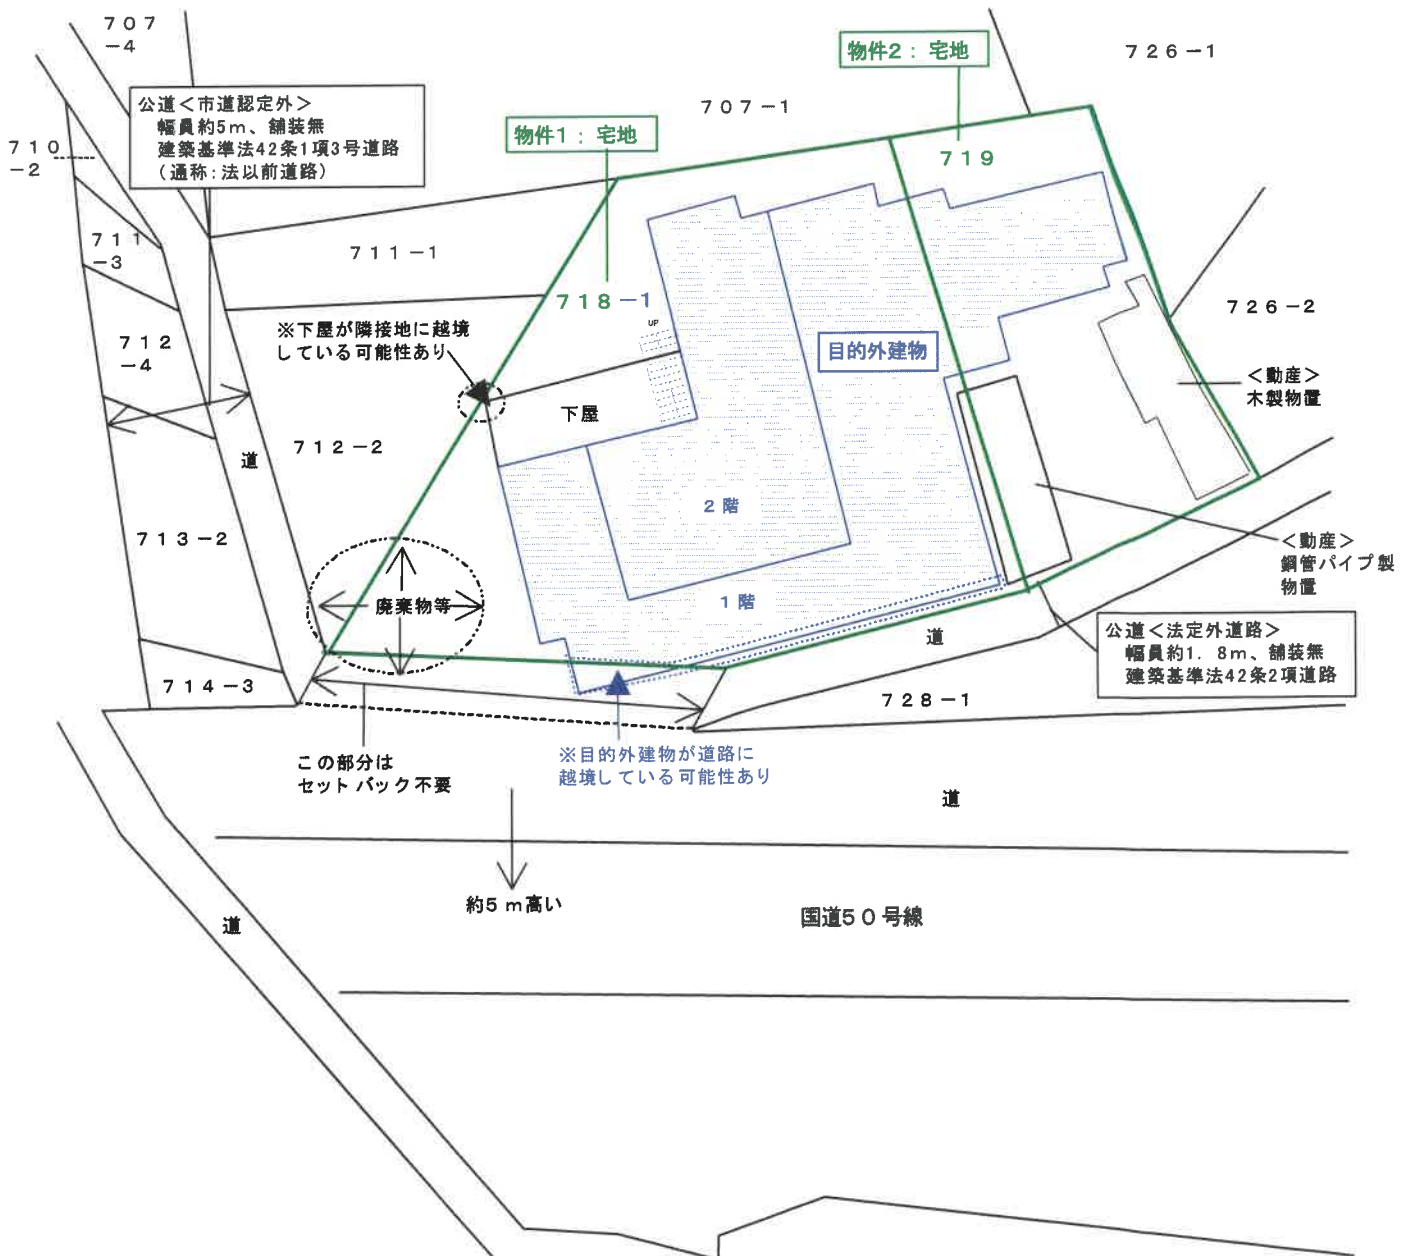 707
-4
物件2：宅地
726-1
公道＜市道認定外＞
幅員約5m、舗装無
建築基準法42条1項3号道路
（通称：法以前道路）
707-1
物件1：宅地
710
-2
719
711
-3
711-1
718-1
726-2
※下屋が隣接地に越境
している可能性あり
UP
712
-4
目的外建物
＜動産＞
木製物置
下屋
712-2
道
2階
713-2
＜動産＞
鋼管パイプ製
物置
廃棄物等
1階
道
公道＜法定外道路＞
幅員約1.8m、舗装無
建築基準法42条2項道路
714-3
728-1
この部分は
セットバック不要
※目的外建物が道路に
越境している可能性あり
道
約5m高い
国道50号線
道